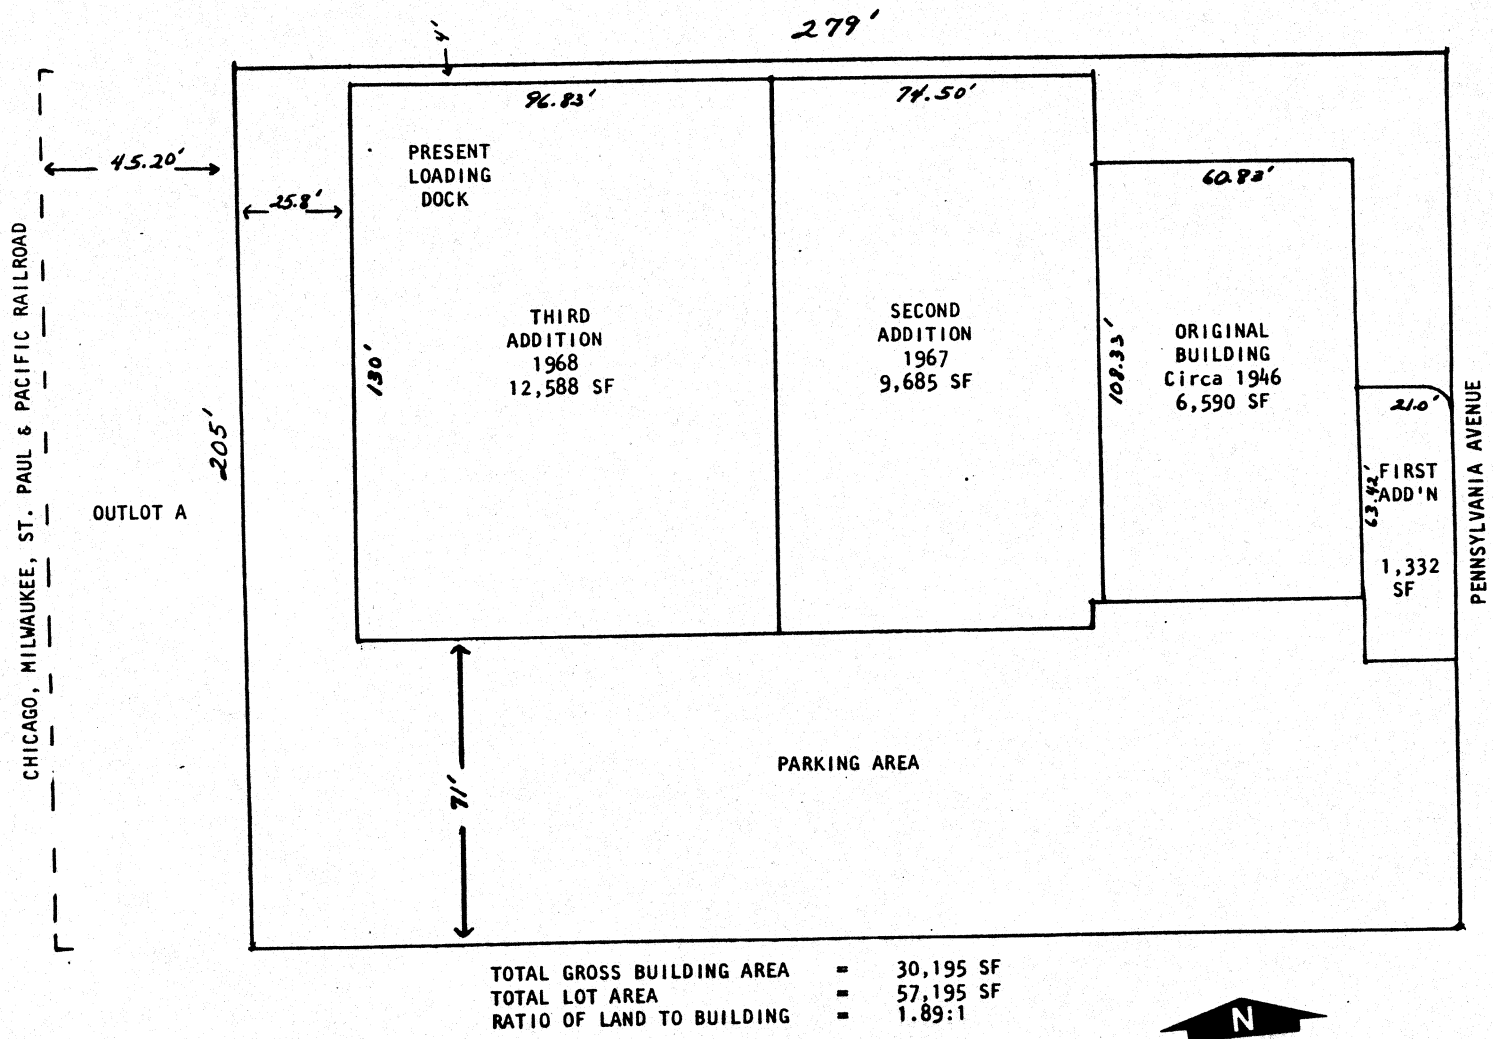 279'
4'
96.83'
74.50'
45.20'
25.8'
PRESENT
LOADING
DOCK
60.83'
CHICAGO, MILWAUKEE, ST. PAUL & PACIFIC RAILROAD
OUTLOT A
205'
130'
THIRD
ADDITION
1968
12,588 SF
SECOND
ADDITION
1967
9,685 SF
108.33'
ORIGINAL
BUILDING
Circa 1946
6,590 SF
21.0'
63.42'
FIRST
ADD'N
1,332
SF
PENNSYLVANIA AVENUE
71'
PARKING AREA
TOTAL GROSS BUILDING AREA = 30,195 SF
TOTAL LOT AREA = 57,195 SF
RATIO OF LAND TO BUILDING = 1.89:1
N